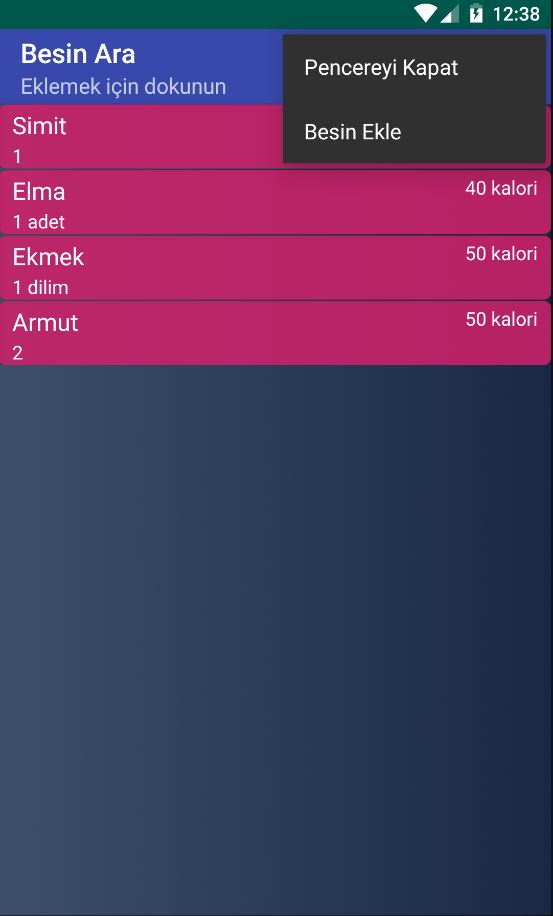 12:38
Besin Ara
Eklemek için dokunun
Pencereyi Kapat
Besin Ekle
Simit
1
Elma
40 kalori
1 adet
Ekmek
50 kalori
1 dilim
Armut
50 kalori
2